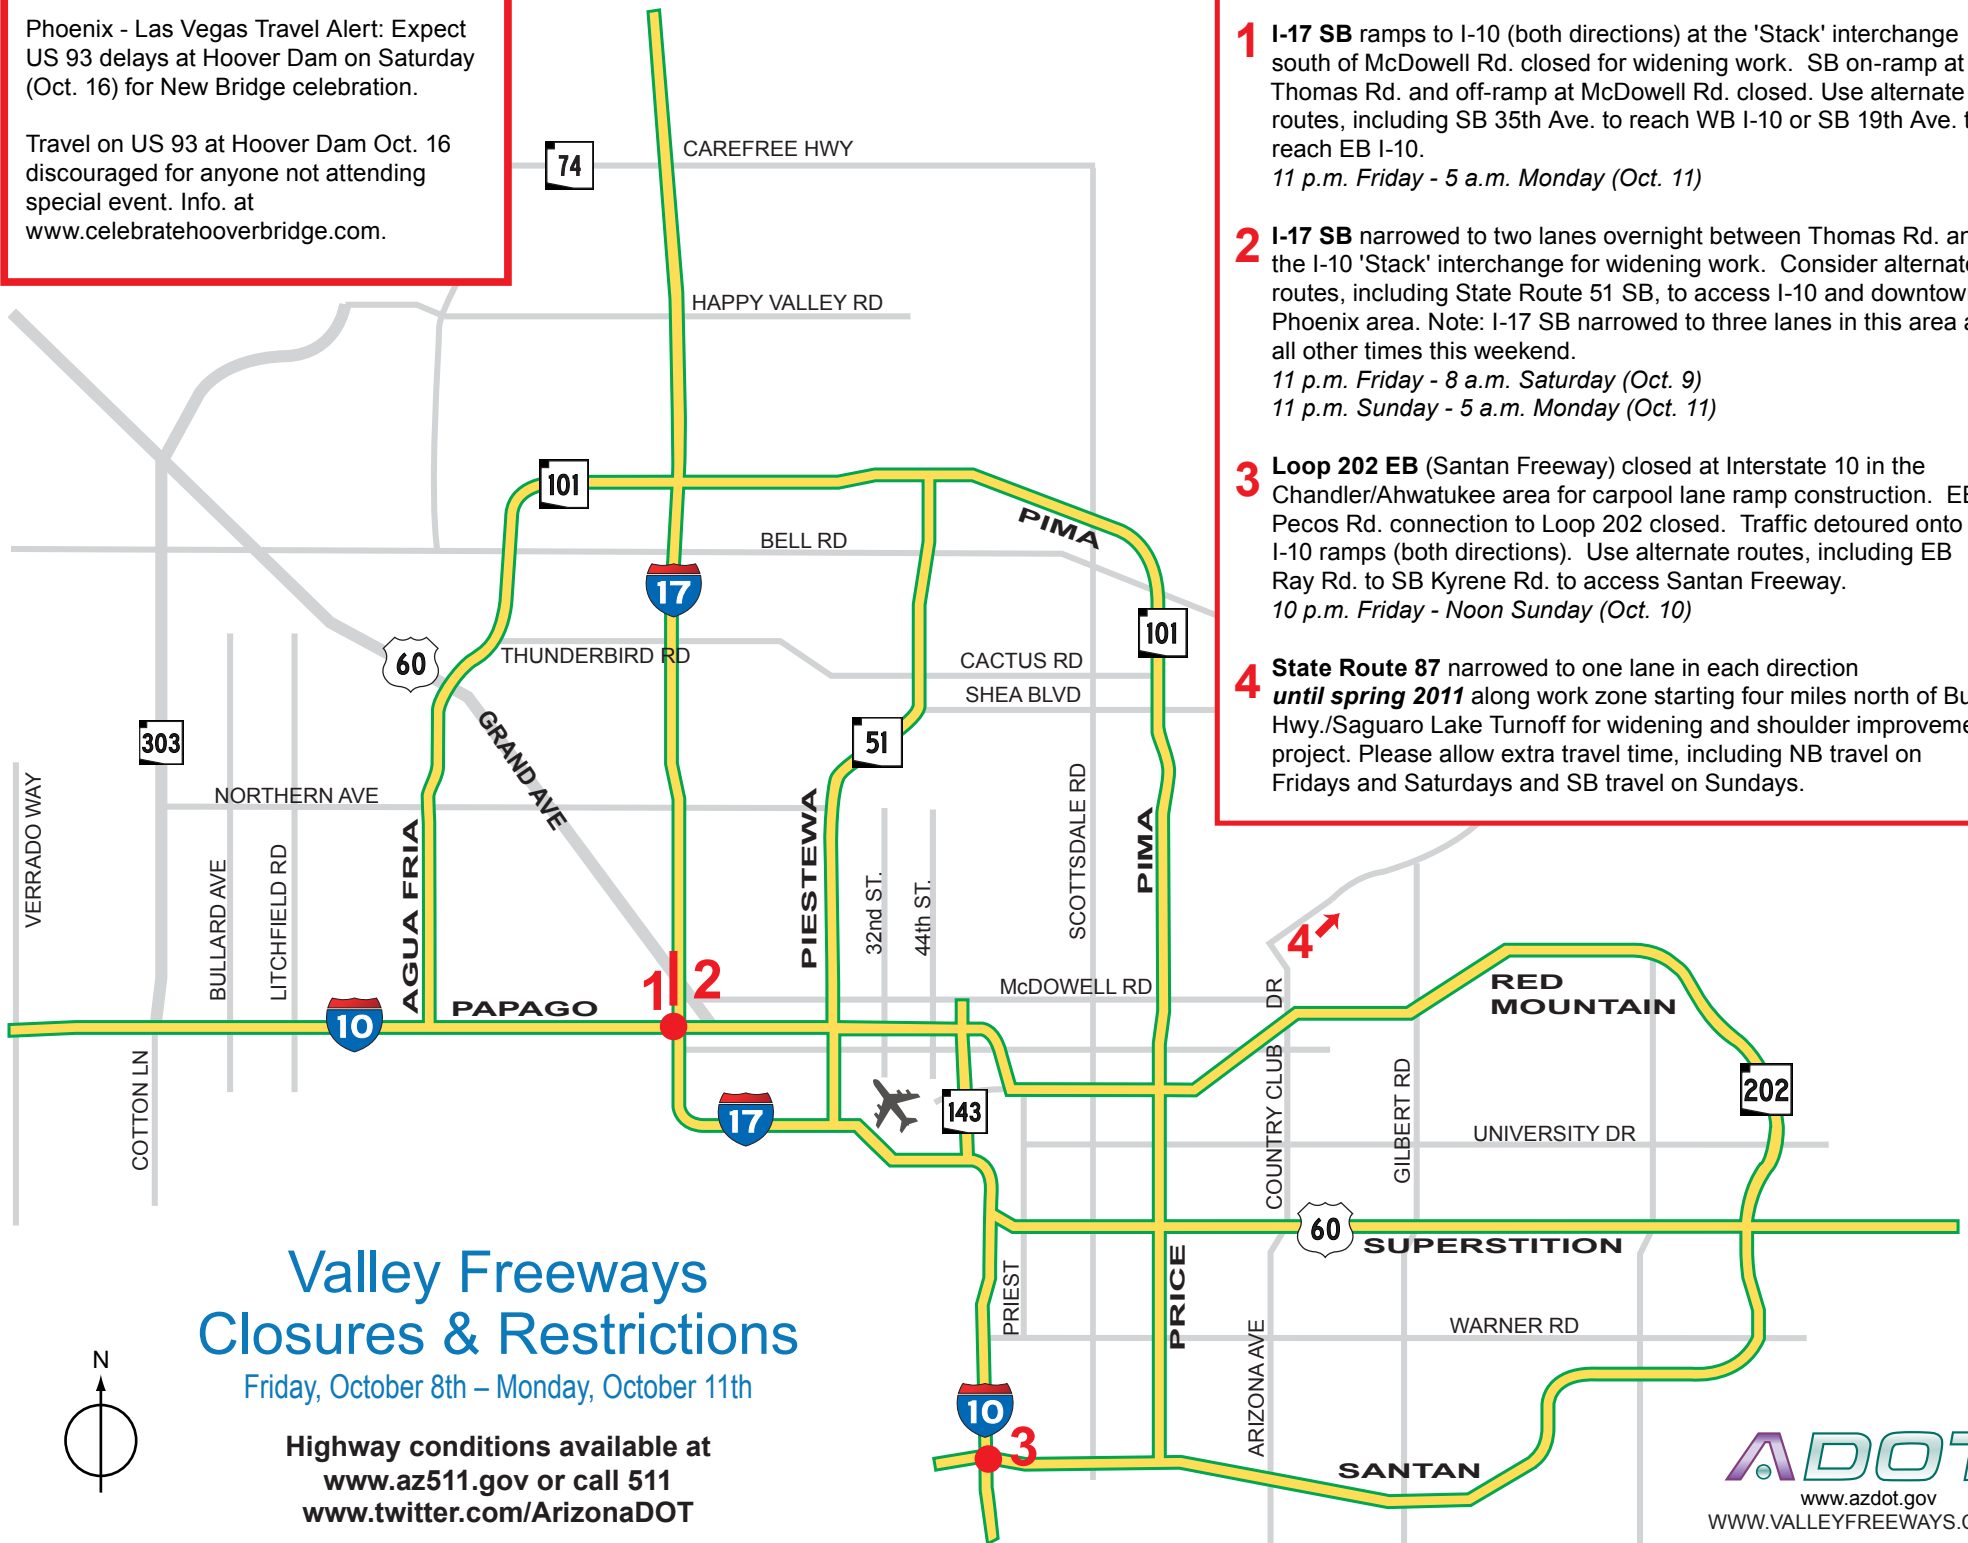 Phoenix - Las Vegas Travel Alert: Expect
US 93 delays at Hoover Dam on Saturday
(Oct. 16) for New Bridge celebration.
Travel on US 93 at Hoover Dam Oct. 16
discouraged for anyone not attending
special event. Info. at
www.celebratehooverbridge.com.
1 I-17 SB ramps to I-10 (both directions) at the 'Stack' interchange
south of McDowell Rd. closed for widening work. SB on-ramp at
Thomas Rd. and off-ramp at McDowell Rd. closed. Use alternate
routes, including SB 35th Ave. to reach WB I-10 or SB 19th Ave.
reach EB I-10.
11 p.m. Friday - 5 a.m. Monday (Oct. 11)
2 I-17 SB narrowed to two lanes overnight between Thomas Rd.
the I-10 'Stack' interchange for widening work. Consider alternate
routes, including State Route 51 SB, to access I-10 and
Phoenix area. Note: I-17 SB narrowed to three lanes in this area
all other times this weekend.
11 p.m. Friday - 8 a.m. Saturday (Oct. 9)
11 p.m. Sunday - 5 a.m. Monday (Oct. 11)
3 Loop 202 EB (Santan Freeway) closed at Interstate 10 in the
Chandler/Ahwatukee area for carpool lane ramp construction. EB
Pecos Rd. connection to Loop 202 closed. Traffic detoured onto
I-10 ramps (both directions). Use alternate routes, including EB
Ray Rd. to SB Kyrene Rd. to access Santan Freeway.
10 p.m. Friday - Noon Sunday (Oct. 10)
4 State Route 87 narrowed to one lane in each direction
until spring 2011 along work zone starting four miles north of
Hwy./Saguaro Lake Turnoff for widening and shoulder
project. Please allow extra travel time, including NB travel on
Fridays and Saturdays and SB travel on Sundays.
74
CAREFREE HWY
HAPPY VALLEY RD
101
PIMA
BELL RD
17
101
60
THUNDERBIRD RD
CACTUS RD
SHEA BLVD
303
GRAND AVE
51
VERRADO WAY
NORTHERN AVE
BULLARD AVE
LITCHFIELD RD
AGUA FRIA
PIESTEWA
32nd ST.
44th ST.
SCOTTSDALE RD
PIMA
4
1
2
McDOWELL RD
COUNTRY CLUB DR
RED
MOUNTAIN
10
PAPAGO
COTTON LN
17
143
GILBERT RD
202
UNIVERSITY DR
60
SUPERSTITION
PRIEST
PRICE
WARNER RD
ARIZONA AVE
10
3
SANTAN
Valley Freeways
Closures & Restrictions
Friday, October 8th – Monday, October 11th
Highway conditions available at
www.az511.gov or call 511
www.twitter.com/ArizonaDOT
N
ADOT
www.azdot.gov
WWW.VALLEYFREEWAYS.C